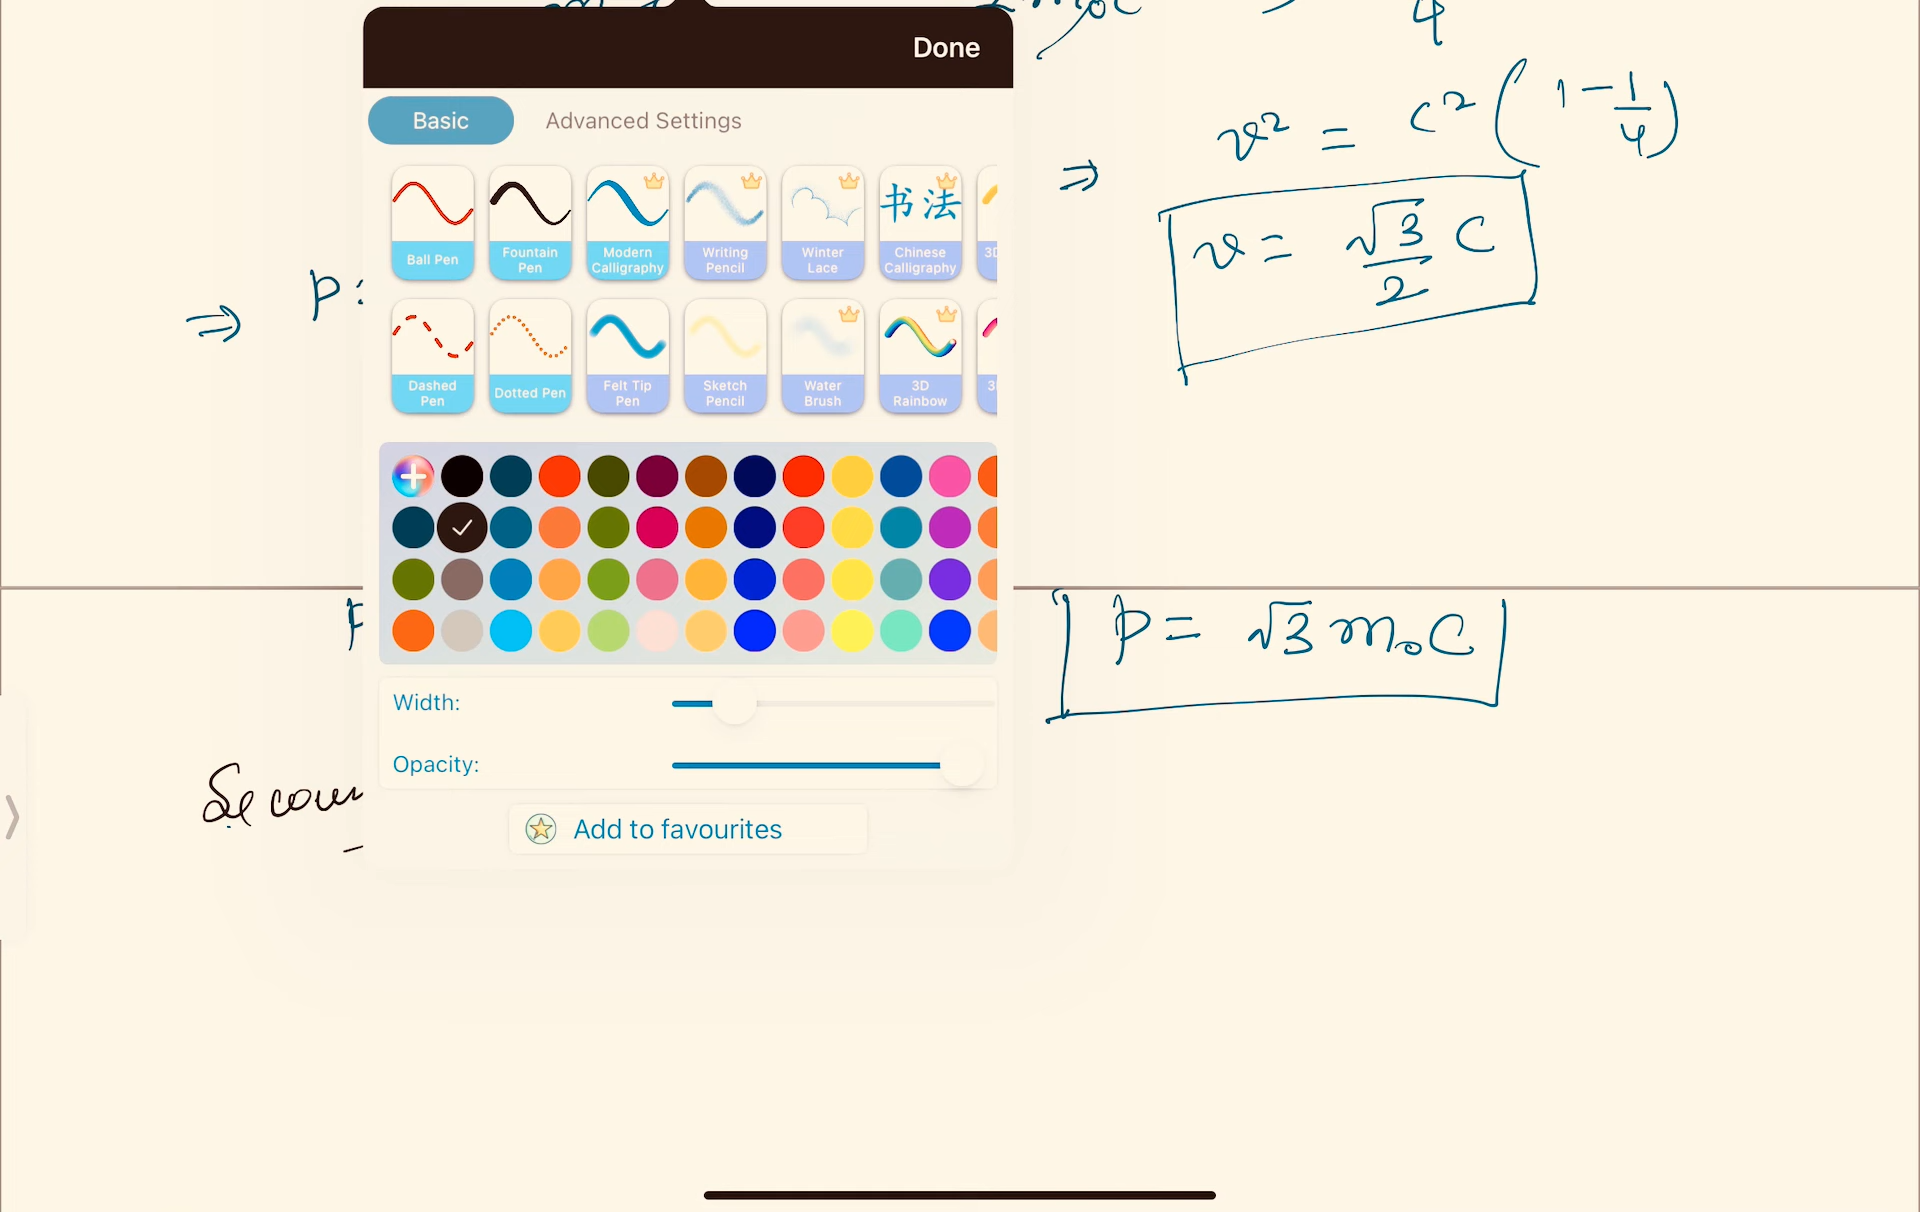 Done
Basic Advanced Settings
v² = c² (1 - 1/4)
⇒
Ball Pen Fountain Pen Modern Calligraphy Writing Pencil Winter Lace 书法 Chinese Calligraphy 3D
v = √3/2 c
⇒ p :
Dashed Pen Dotted Pen Felt Tip Pen Sketch Pencil Water Brush 3D Rainbow 3
p = √3 m₀c
Width:
Opacity:
Add to favourites